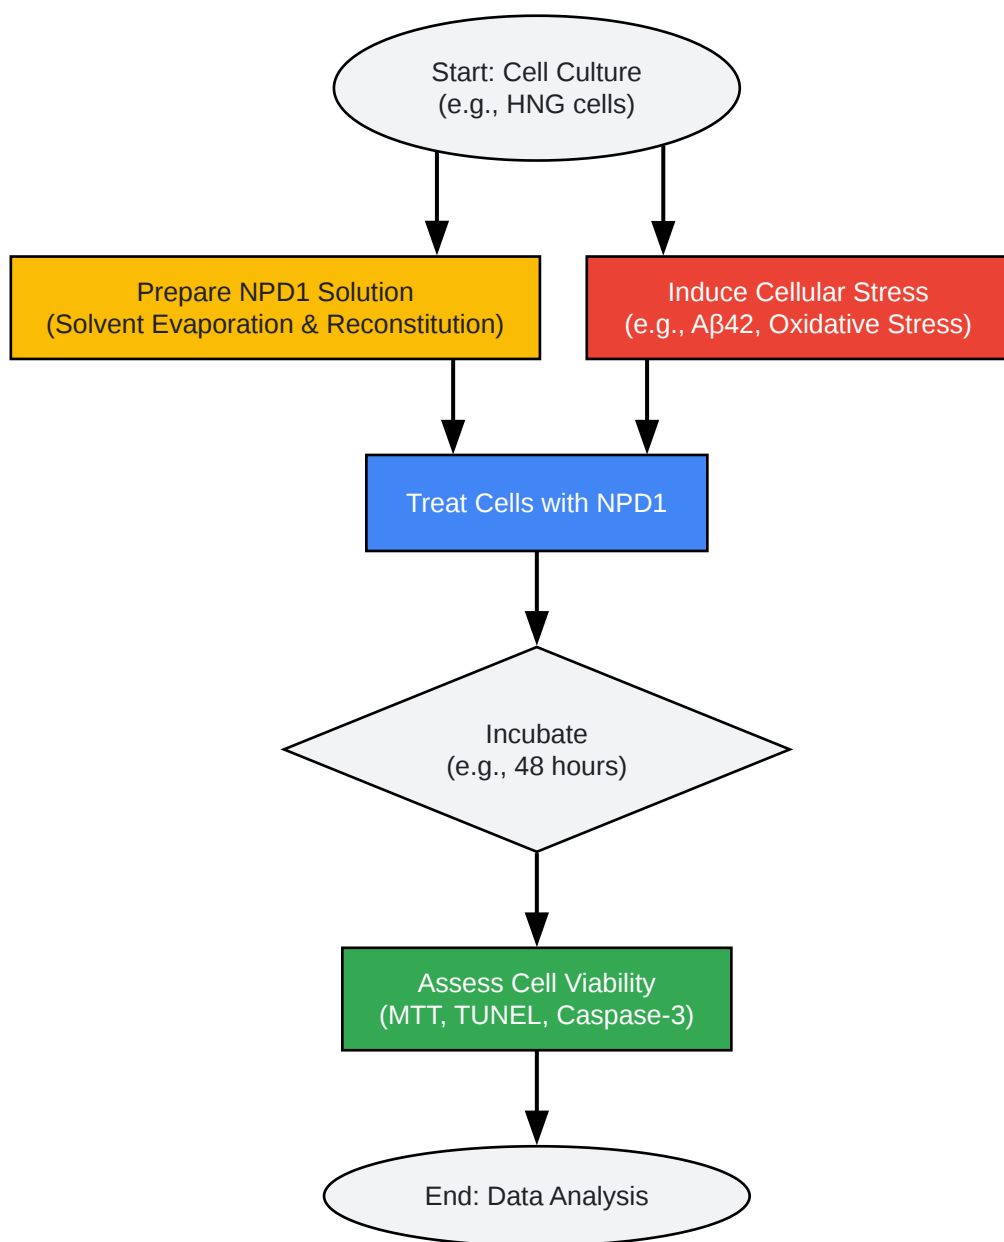 Start: Cell Culture
(e.g., HNG cells)
Prepare NPD1 Solution
(Solvent Evaporation & Reconstitution)
Induce Cellular Stress
(e.g., Aβ42, Oxidative Stress)
Treat Cells with NPD1
Incubate
(e.g., 48 hours)
Assess Cell Viability
(MTT, TUNEL, Caspase-3)
End: Data Analysis